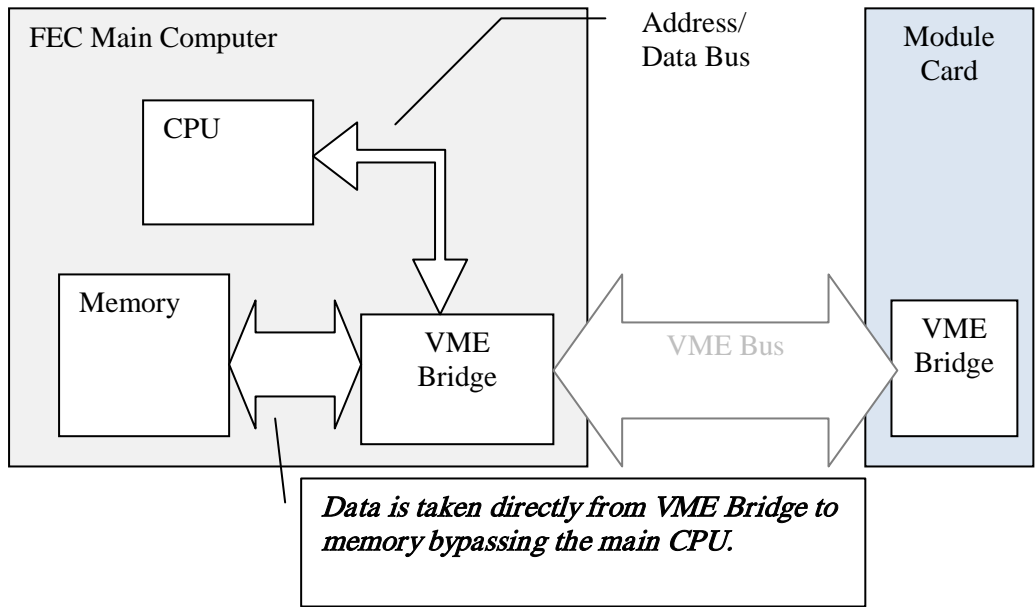 FEC Main Computer
Address/
Data Bus
Module
Card
CPU
Memory
VME
Bridge
VME Bus
VME
Bridge
Data is taken directly from VME Bridge to
memory bypassing the main CPU.